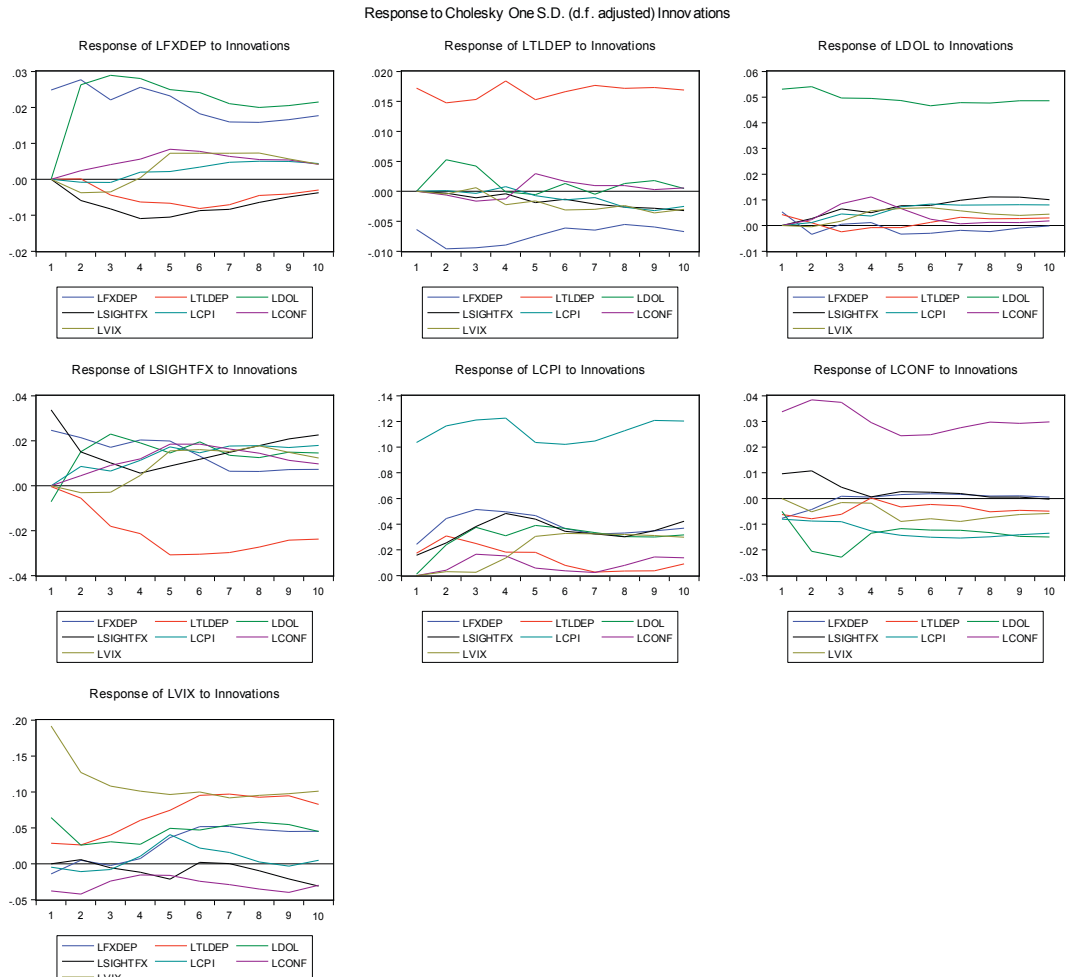 Response to Cholesky One S.D. (d.f. adjusted) Innovations
Response of LFXDEP to Innovations
.03
.02
.01
.00
-.01
-.02
1 2 3 4 5 6 7 8 9 10
LFXDEP LTLDEP LDOL
LSIGHTFX LCPI LCONF
LVIX
Response of LTLDEP to Innovations
.020
.015
.010
.005
.000
-.005
-.010
1 2 3 4 5 6 7 8 9 10
LFXDEP LTLDEP LDOL
LSIGHTFX LCPI LCONF
LVIX
Response of LDOL to Innovations
.06
.05
.04
.03
.02
.01
.00
-.01
1 2 3 4 5 6 7 8 9 10
LFXDEP LTLDEP LDOL
LSIGHTFX LCPI LCONF
LVIX
Response of LSIGHTFX to Innovations
.04
.02
.00
-.02
-.04
1 2 3 4 5 6 7 8 9 10
LFXDEP LTLDEP LDOL
LSIGHTFX LCPI LCONF
LVIX
Response of LCPI to Innovations
.14
.12
.10
.08
.06
.04
.02
.00
1 2 3 4 5 6 7 8 9 10
LFXDEP LTLDEP LDOL
LSIGHTFX LCPI LCONF
LVIX
Response of LCONF to Innovations
.04
.03
.02
.01
.00
-.01
-.02
-.03
1 2 3 4 5 6 7 8 9 10
LFXDEP LTLDEP LDOL
LSIGHTFX LCPI LCONF
LVIX
Response of LVIX to Innovations
.20
.15
.10
.05
.00
-.05
1 2 3 4 5 6 7 8 9 10
LFXDEP LTLDEP LDOL
LSIGHTFX LCPI LCONF
LVIX